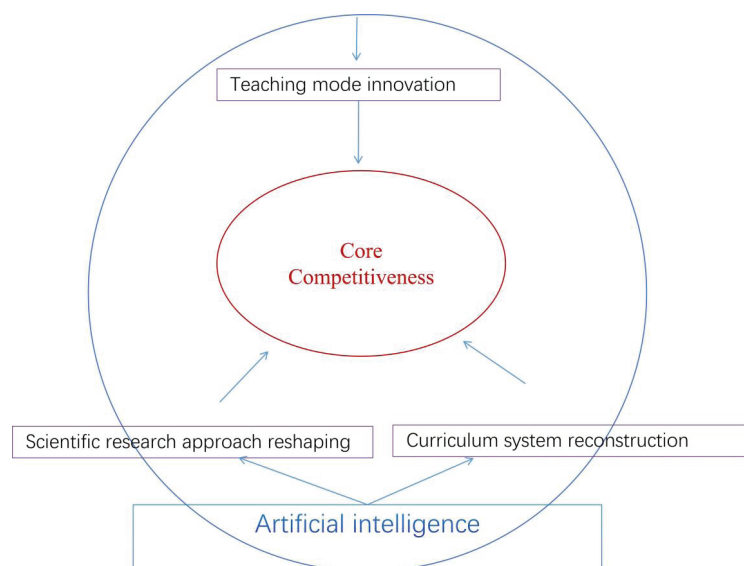 Teaching mode innovation
Core
Competitiveness
Scientific research approach reshaping
Curriculum system reconstruction
Artificial intelligence